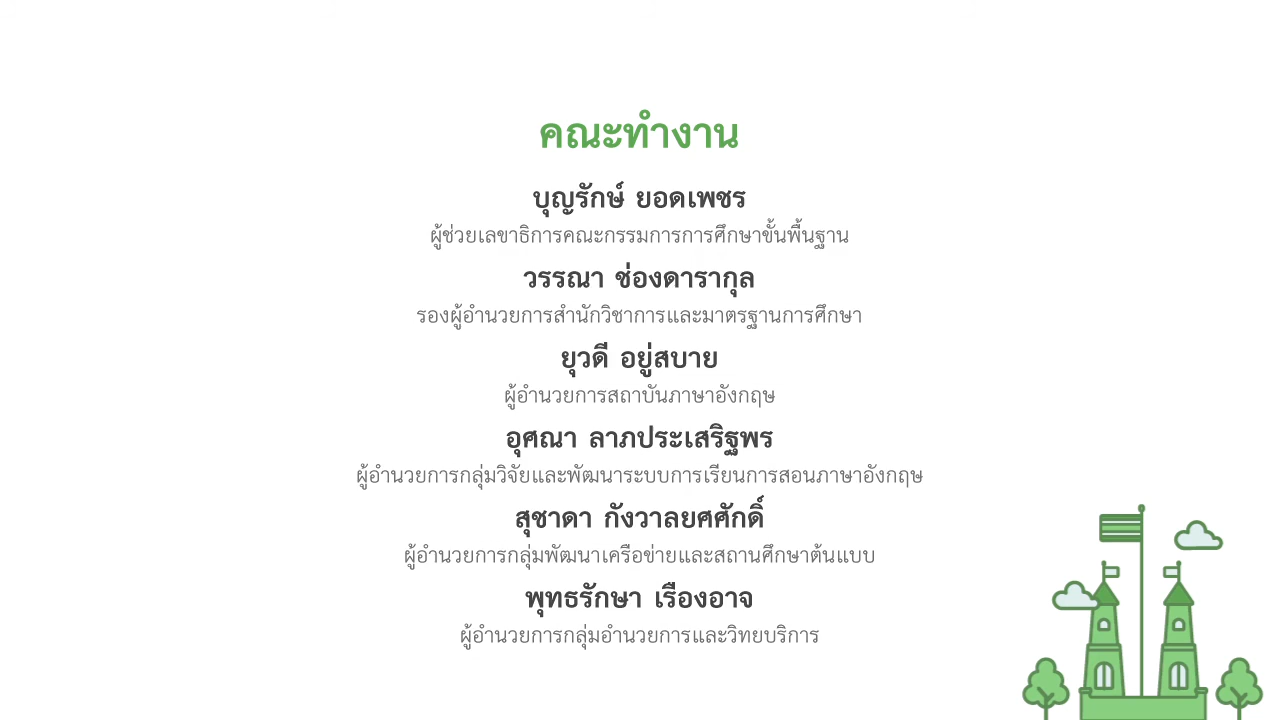 คณะทำงาน
บุญรักษ์ ยอดเพชร
ผู้ช่วยเลขาธิการคณะกรรมการการศึกษาขั้นพื้นฐาน
วรรณา ช่องดารากุล
รองผู้อำนวยการสำนักวิชาการและมาตรฐานการศึกษา
ยุวดี อยู่สบาย
ผู้อำนวยการสถาบันภาษาอังกฤษ
อุศณา ลาภประเสริฐพร
ผู้อำนวยการกลุ่มวิจัยและพัฒนาระบบการเรียนการสอนภาษาอังกฤษ
สุชาดา กังวาลยศศักดิ์
ผู้อำนวยการกลุ่มพัฒนาเครือข่ายและสถานศึกษาต้นแบบ
พุทธรักษา เรืองอาจ
ผู้อำนวยการกลุ่มอำนวยการและวิทยบริการ